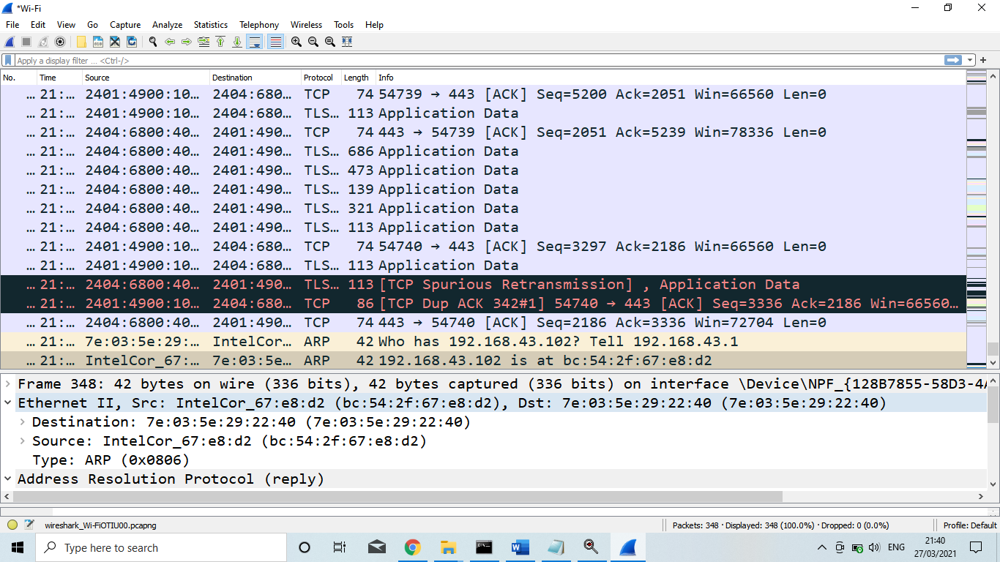 *Wi-Fi
File Edit View Go Capture Analyze Statistics Telephony Wireless Tools Help
Apply a display filter ... <Ctrl-/>
No. Time Source Destination Protocol Length Info
... 21:... 2401:4900:10... 2404:680... TCP 74 54739 → 443 [ACK] Seq=5200 Ack=2051 Win=66560 Len=0
... 21:... 2401:4900:10... 2404:680... TLS... 113 Application Data
... 21:... 2404:6800:40... 2401:490... TCP 74 443 → 54739 [ACK] Seq=2051 Ack=5239 Win=78336 Len=0
... 21:... 2404:6800:40... 2401:490... TLS... 686 Application Data
... 21:... 2404:6800:40... 2401:490... TLS... 473 Application Data
... 21:... 2404:6800:40... 2401:490... TLS... 139 Application Data
... 21:... 2404:6800:40... 2401:490... TLS... 321 Application Data
... 21:... 2404:6800:40... 2401:490... TLS... 113 Application Data
... 21:... 2401:4900:10... 2404:680... TCP 74 54740 → 443 [ACK] Seq=3297 Ack=2186 Win=66560 Len=0
... 21:... 2401:4900:10... 2404:680... TLS... 113 Application Data
... 21:... 2404:6800:40... 2401:490... TLS... 113 [TCP Spurious Retransmission] , Application Data
... 21:... 2401:4900:10... 2404:680... TCP 86 [TCP Dup ACK 342#1] 54740 → 443 [ACK] Seq=3336 Ack=2186 Win=66560...
... 21:... 2404:6800:40... 2401:490... TCP 74 443 → 54740 [ACK] Seq=2186 Ack=3336 Win=72704 Len=0
... 21:... 7e:03:5e:29:... IntelCor... ARP 42 Who has 192.168.43.102? Tell 192.168.43.1
... 21:... IntelCor_67:... 7e:03:5e... ARP 42 192.168.43.102 is at bc:54:2f:67:e8:d2
Frame 348: 42 bytes on wire (336 bits), 42 bytes captured (336 bits) on interface \Device\NPF_{128B7855-58D3-4A
Ethernet II, Src: IntelCor_67:e8:d2 (bc:54:2f:67:e8:d2), Dst: 7e:03:5e:29:22:40 (7e:03:5e:29:22:40)
Destination: 7e:03:5e:29:22:40 (7e:03:5e:29:22:40)
Source: IntelCor_67:e8:d2 (bc:54:2f:67:e8:d2)
Type: ARP (0x0806)
Address Resolution Protocol (reply)
wireshark_Wi-FiOTIU00.pcapng
Packets: 348 · Displayed: 348 (100.0%) · Dropped: 0 (0.0%)
Profile: Default
Type here to search
ENG
21:40
27/03/2021